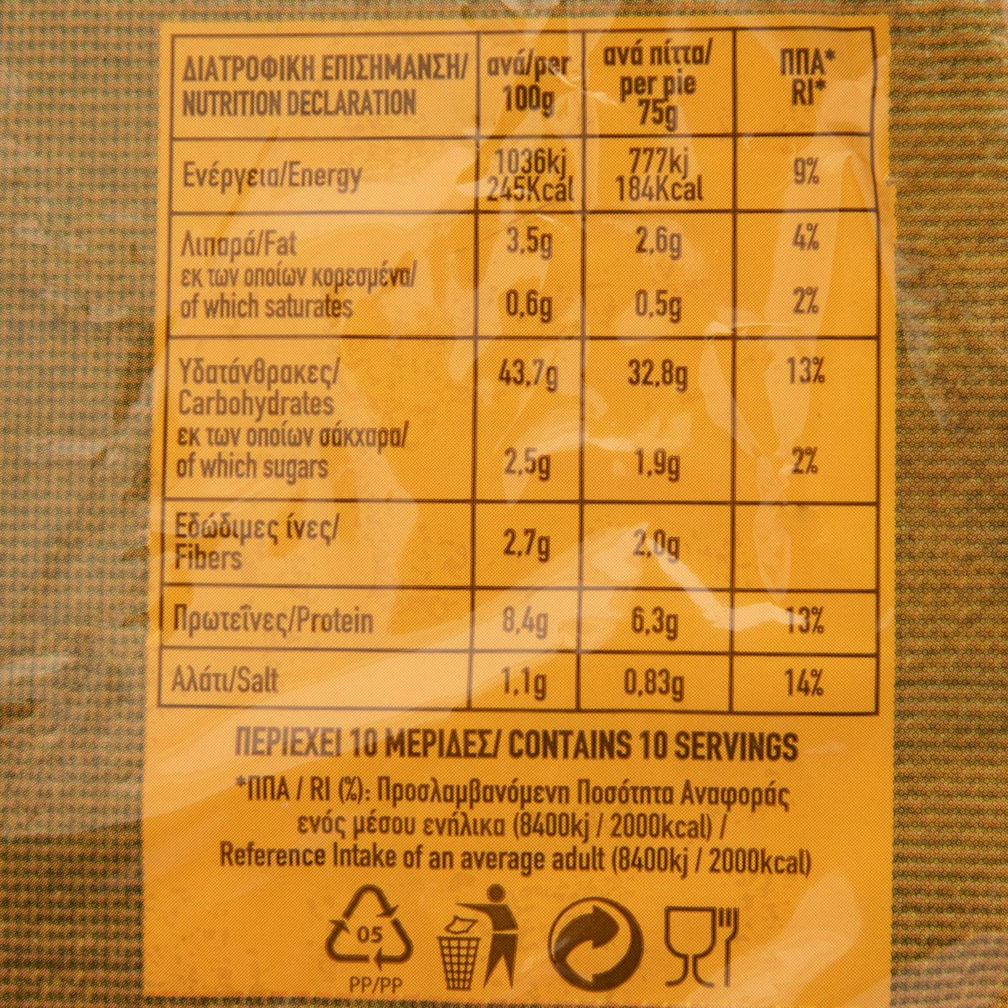 ΔΙΑΤΡΟΦΙΚΗ ΕΠΙΣΗΜΑΝΣΗ/ ανά/per ανά πίττα/ ΠΠΑ*
NUTRITION DECLARATION 100g per pie RI*
75g
Ενέργεια/Energy 1036kj 777kj 9%
245Kcal 184Kcal
Λιπαρά/Fat 3,5g 2,6g 4%
εκ των οποίων κορεσμένα/
of which saturates 0,6g 0,5g 2%
Υδατάνθρακες/ 43,7g 32,8g 13%
Carbohydrates
εκ των οποίων σάκχαρα/
of which sugars 2,5g 1,9g 2%
Εδώδιμες ίνες/ 2,7g 2,0g
Fibers
Πρωτεΐνες/Protein 8,4g 6,3g 13%
Αλάτι/Salt 1,1g 0,83g 14%
ΠΕΡΙΕΧΕΙ 10 ΜΕΡΙΔΕΣ/ CONTAINS 10 SERVINGS
*ΠΠΑ / RI (%): Προσλαμβανόμενη Ποσότητα Αναφοράς
ενός μέσου ενήλικα (8400kj / 2000kcal) /
Reference Intake of an average adult (8400kj / 2000kcal)
05
PP/PP